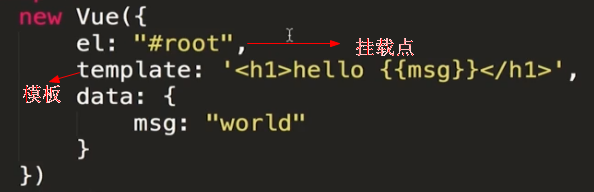 new Vue({
el: "#root", 挂载点
template: '<h1>hello {{msg}}</h1>',
模板 data: {
msg: "world"
}
})